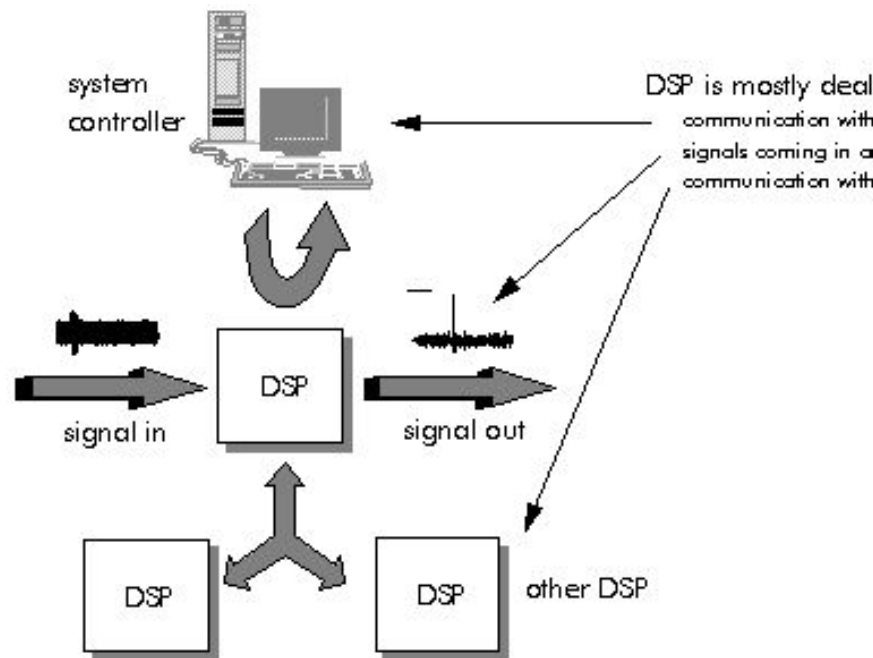 system
controller
DSP is mostly deal
communication with
signals coming in a
communication with
DSP
signal in
signal out
DSP
DSP
other DSP